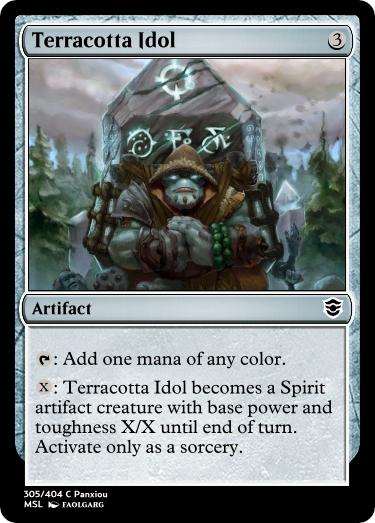 Terracotta Idol 3
Artifact
: Add one mana of any color.
X: Terracotta Idol becomes a Spirit
artifact creature with base power and
toughness X/X until end of turn.
Activate only as a sorcery.
305/404 C Panxiou
MSL FAOLGARG